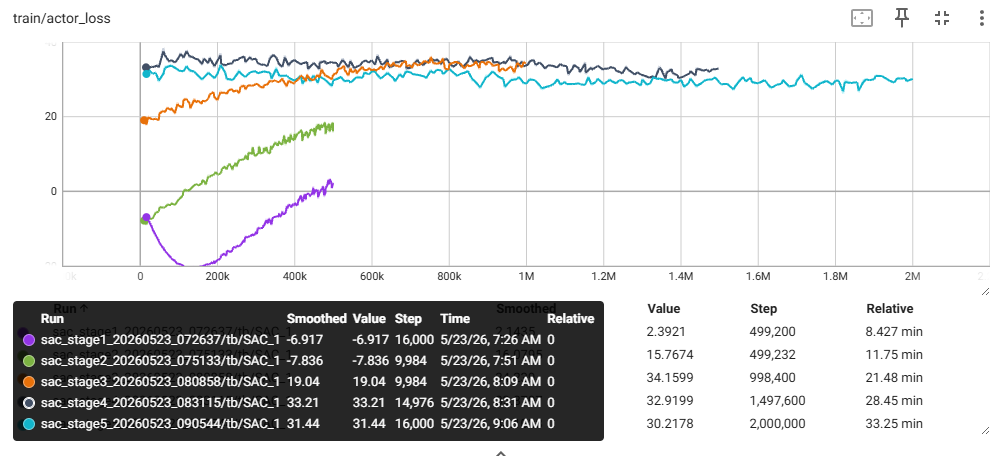 train/actor_loss
20
0
0k
0
200k
400k
600k
800k
1M
1.2M
1.4M
1.6M
1.8M
2M
2.
Run ↑ Smoothed Value Step Relative
2.3921 499,200 8.427 min
15.7674 499,232 11.75 min
34.1599 998,400 21.48 min
32.9199 1,497,600 28.45 min
30.2178 2,000,000 33.25 min
Run Smoothed Value Step Time Relative
sac_stage1_20260523_072637/tb/SAC_1 -6.917 -6.917 16,000 5/23/26, 7:26 AM 0
sac_stage2_20260523_075133/tb/SAC_1 -7.836 -7.836 9,984 5/23/26, 7:51 AM 0
sac_stage3_20260523_080858/tb/SAC_1 19.04 19.04 9,984 5/23/26, 8:09 AM 0
sac_stage4_20260523_083115/tb/SAC_1 33.21 33.21 14,976 5/23/26, 8:31 AM 0
sac_stage5_20260523_090544/tb/SAC_1 31.44 31.44 16,000 5/23/26, 9:06 AM 0